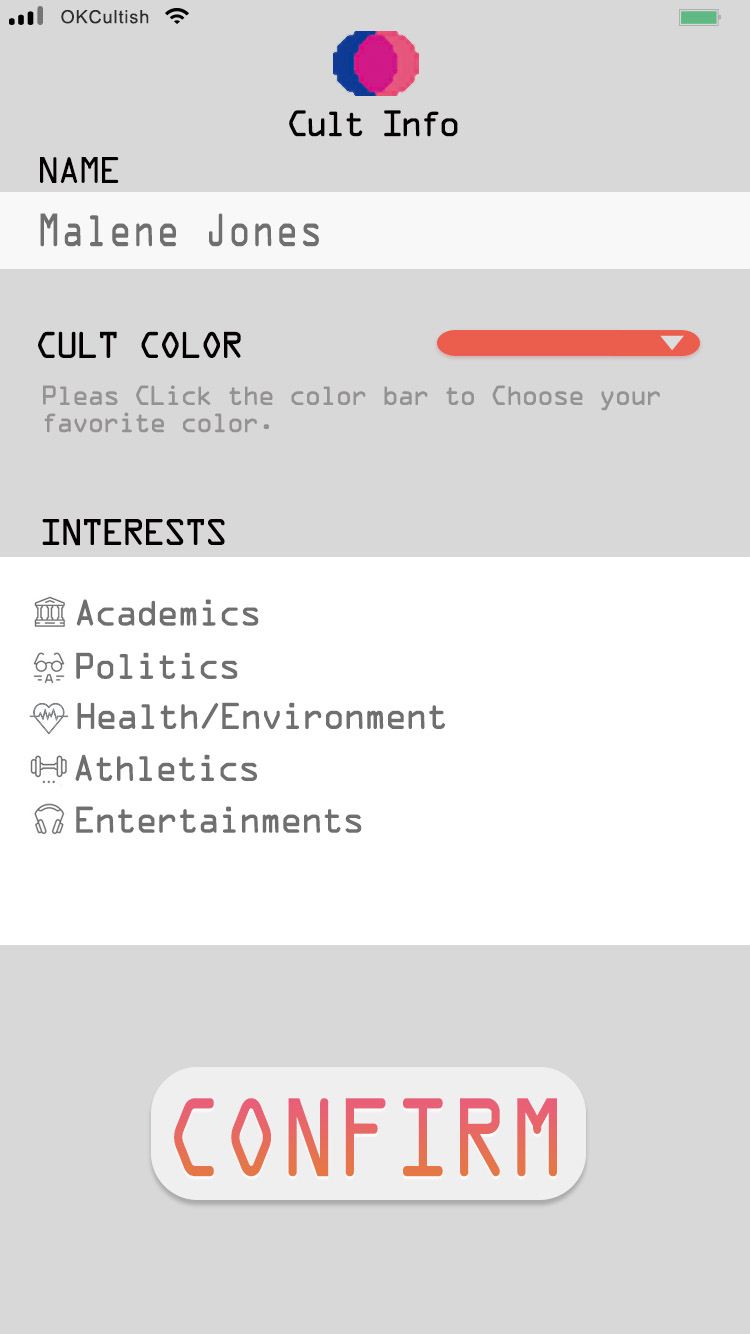 OKCultish
Cult Info
NAME
Malene Jones
CULT COLOR
Pleas CLick the color bar to Choose your
favorite color.
INTERESTS
Academics
-A-
Politics
Health/Environment
Athletics
Entertainments
CONFIRM